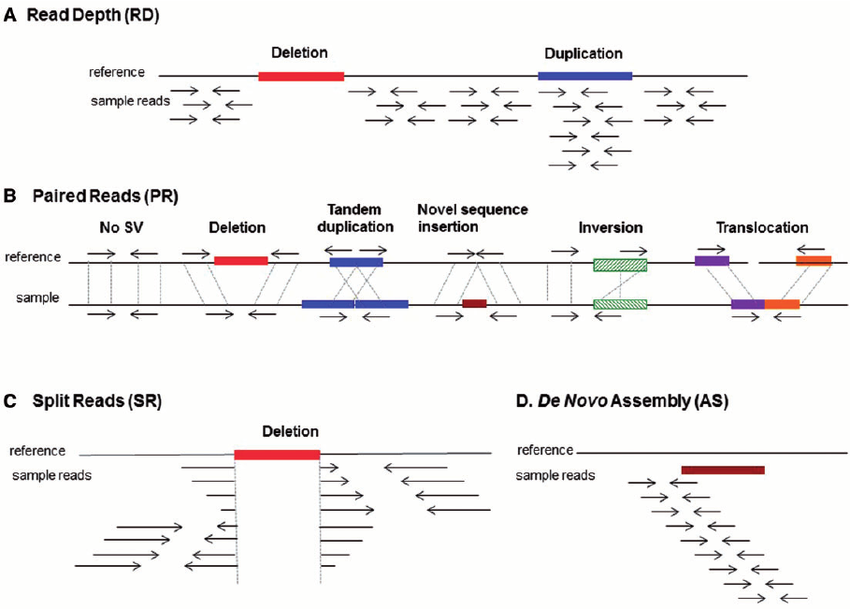 A Read Depth (RD)
Deletion
Duplication
reference
sample reads
B Paired Reads (PR)
No SV
Deletion
Tandem
duplication
Novel sequence
insertion
Inversion
Translocation
reference
sample
C Split Reads (SR)
Deletion
reference
sample reads
D. De Novo Assembly (AS)
reference
sample reads